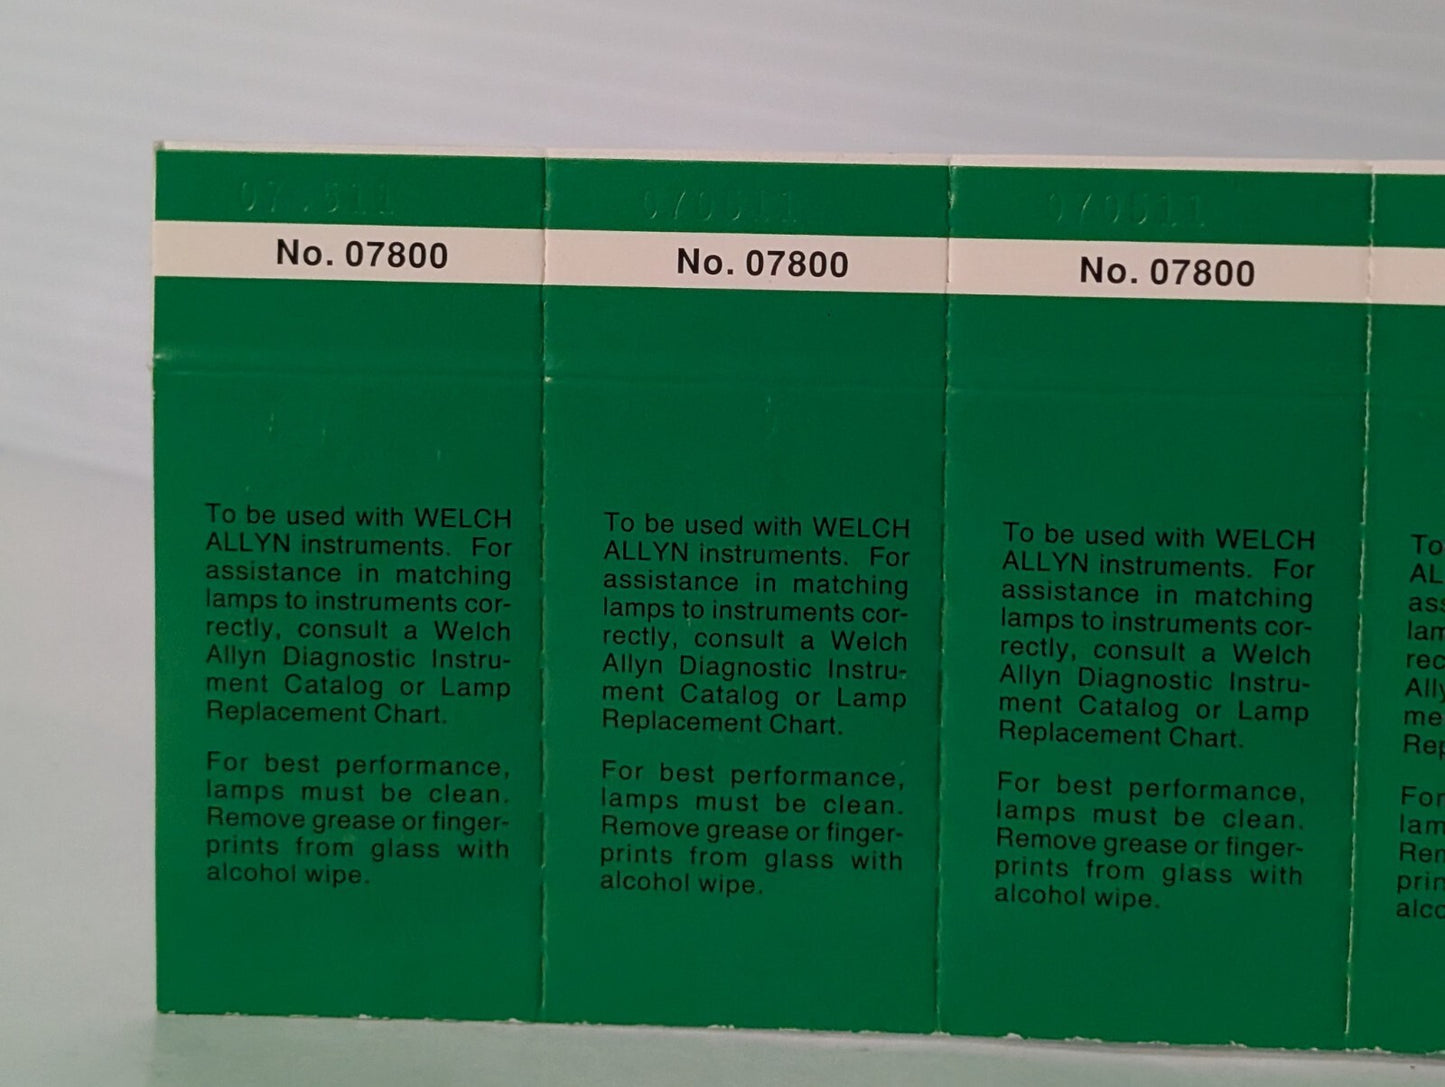 070511
070511
No. 07800
No. 07800
No. 07800
To be used with WELCH
ALLYN instruments. For
assistance in matching
lamps to instruments cor-
rectly, consult a Welch
Allyn Diagnostic Instru-
ment Catalog or Lamp
Replacement Chart.
For best performance,
lamps must be clean.
Remove grease or finger-
prints from glass with
alcohol wipe.
To be used with WELCH
ALLYN instruments. For
assistance in matching
lamps to instruments cor-
rectly, consult a Welch
Allyn Diagnostic Instru-
ment Catalog or Lamp
Replacement Chart.
For best performance,
lamps must be clean.
Remove grease or finger-
prints from glass with
alcohol wipe.
To be used with WELCH
ALLYN instruments. For
assistance in matching
lamps to instruments cor-
rectly, consult a Welch
Allyn Diagnostic Instru-
ment Catalog or Lamp
Replacement Chart.
For best performance,
lamps must be clean.
Remove grease or finger-
prints from glass with
alcohol wipe.
To
For